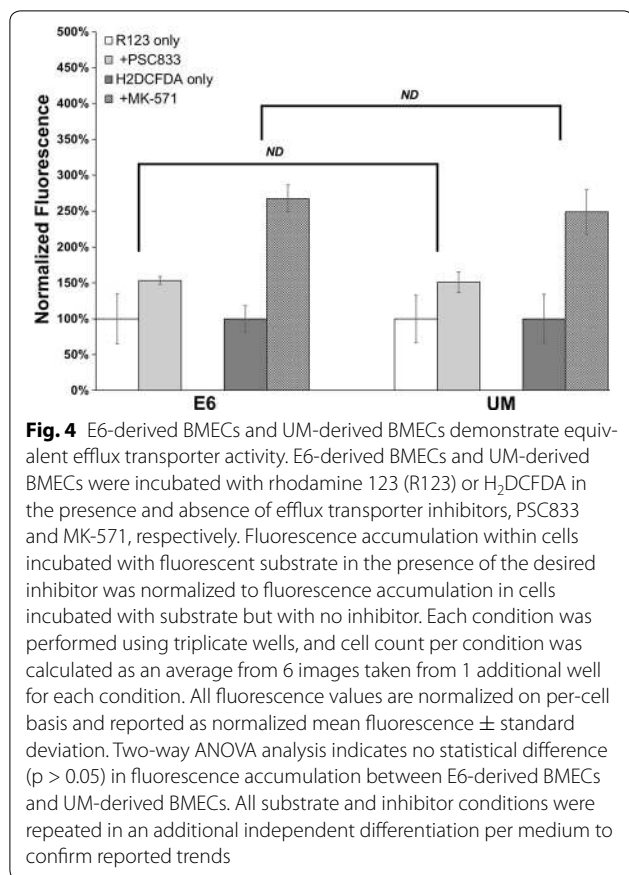 500%
450%
400%
350%
300%
250%
200%
150%
100%
50%
0%
Normalized Fluorescence
R123 only
+PSC833
H2DCFDA only
+MK-571
ND
ND
E6
UM
Fig. 4 E6-derived BMECs and UM-derived BMECs demonstrate equiv-
alent efflux transporter activity. E6-derived BMECs and UM-derived
BMECs were incubated with rhodamine 123 (R123) or H₂DCFDA in
the presence and absence of efflux transporter inhibitors, PSC833
and MK-571, respectively. Fluorescence accumulation within cells
incubated with fluorescent substrate in the presence of the desired
inhibitor was normalized to fluorescence accumulation in cells
incubated with substrate but with no inhibitor. Each condition was
performed using triplicate wells, and cell count per condition was
calculated as an average from 6 images taken from 1 additional well
for each condition. All fluorescence values are normalized on per-cell
basis and reported as normalized mean fluorescence ± standard
deviation. Two-way ANOVA analysis indicates no statistical difference
(p > 0.05) in fluorescence accumulation between E6-derived BMECs
and UM-derived BMECs. All substrate and inhibitor conditions were
repeated in an additional independent differentiation per medium to
confirm reported trends